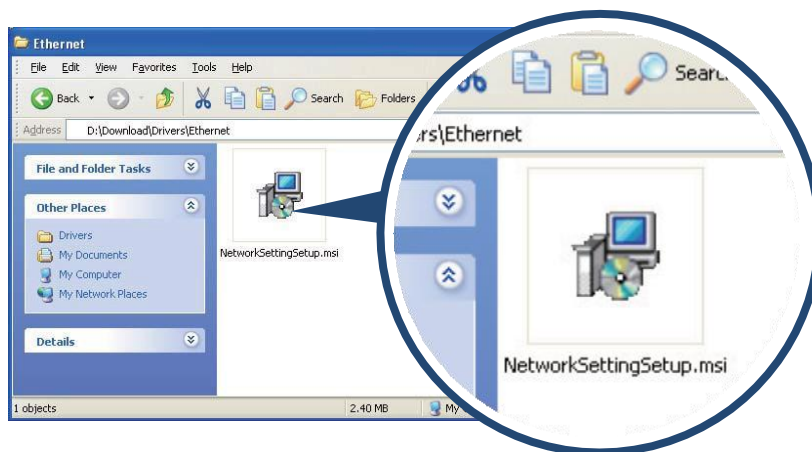 Ethernet
File Edit View Favorites Tools Help
Back Search Folders
Address D:\Download\Drivers\Ethernet
File and Folder Tasks
Other Places
Drivers
My Documents
My Computer
My Network Places
Details
NetworkSettingSetup.msi
1 objects 2.40 MB My
Sear
rs\Ethernet
NetworkSettingSetup.msi